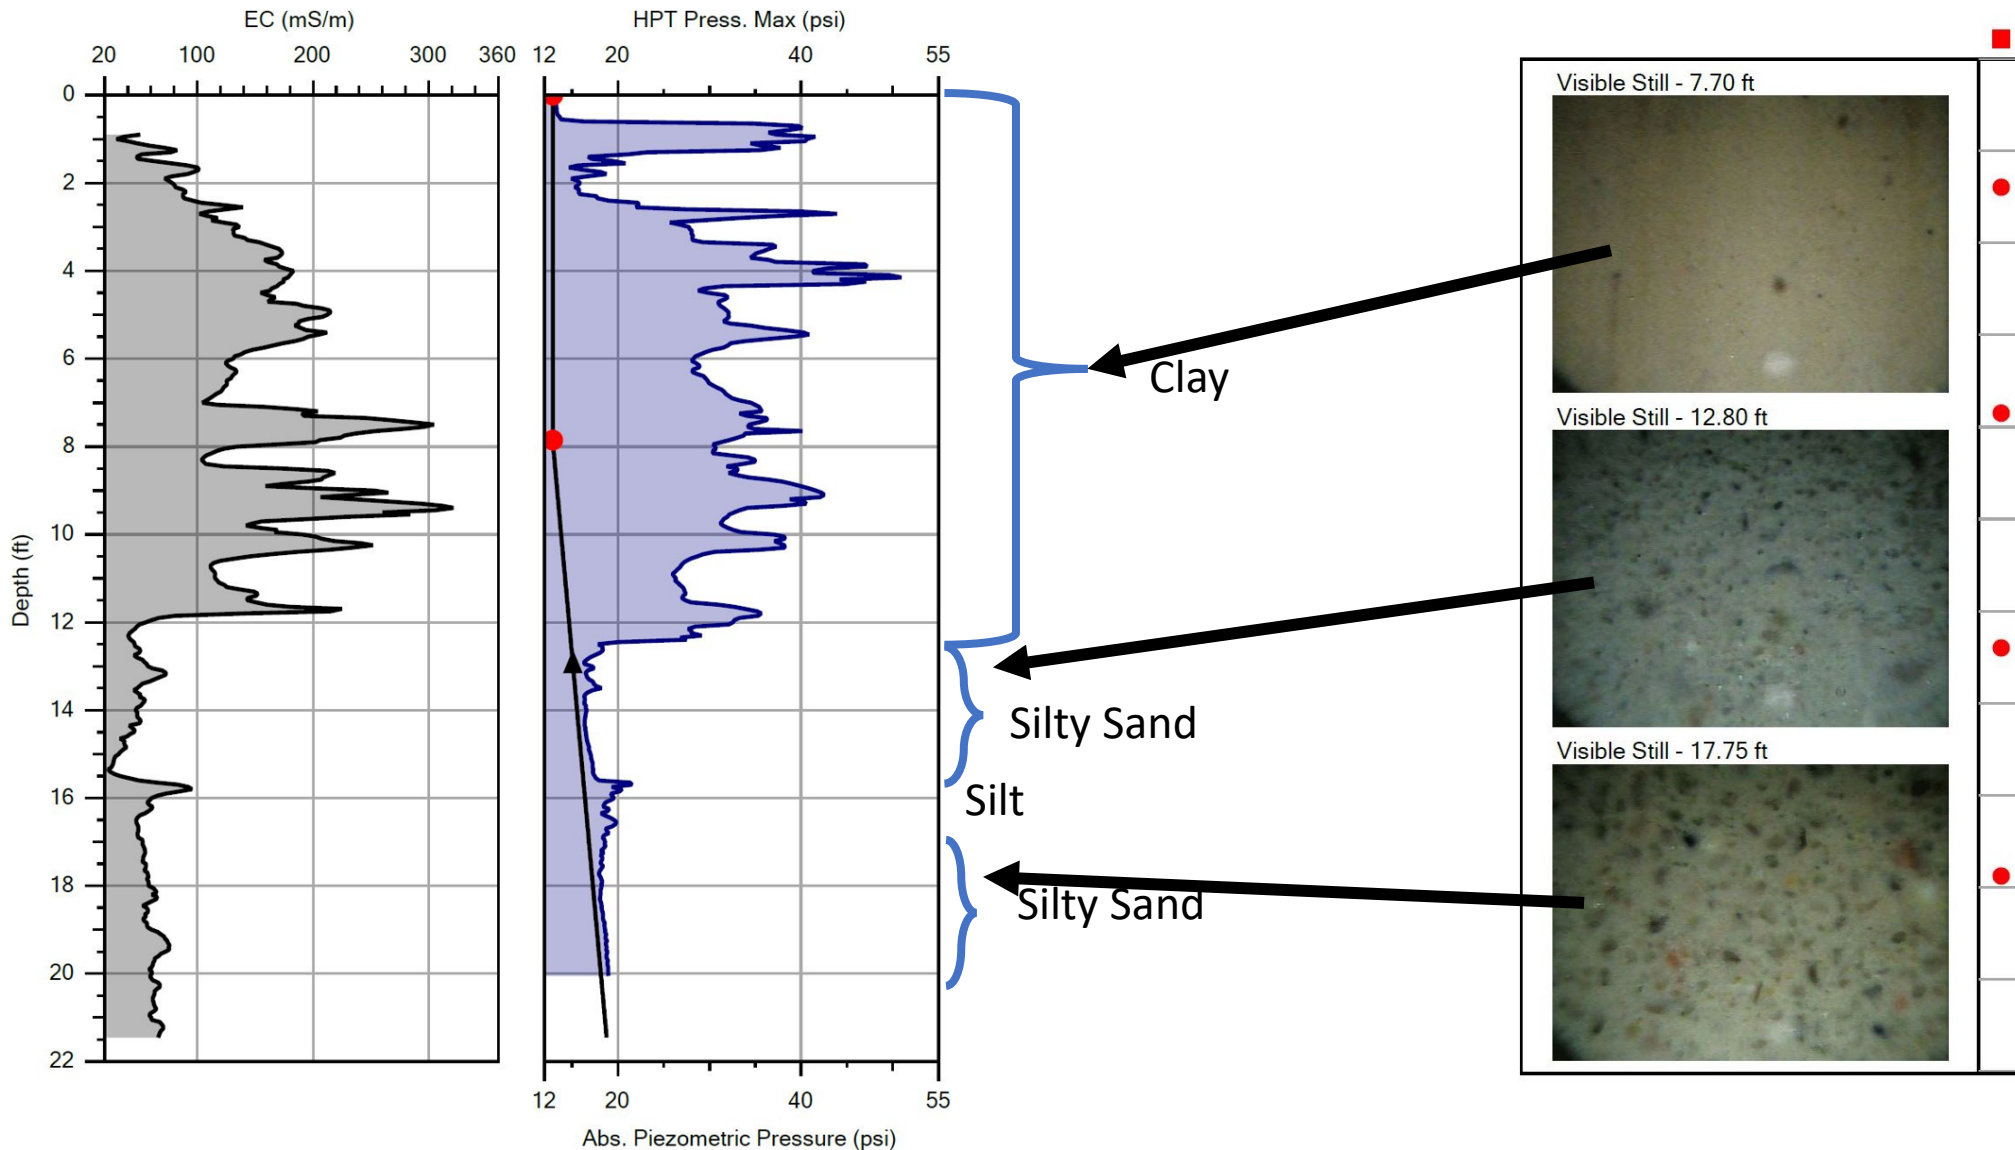 EC (mS/m)
20 100 200 300 360
HPT Press. Max (psi)
12 20 40 55
Depth (ft)
0
2
4
6
8
10
12
14
16
18
20
22
12 20 40 55
Abs. Piezometric Pressure (psi)
Clay
Silty Sand
Silt
Silty Sand
Visible Still - 7.70 ft
Visible Still - 12.80 ft
Visible Still - 17.75 ft